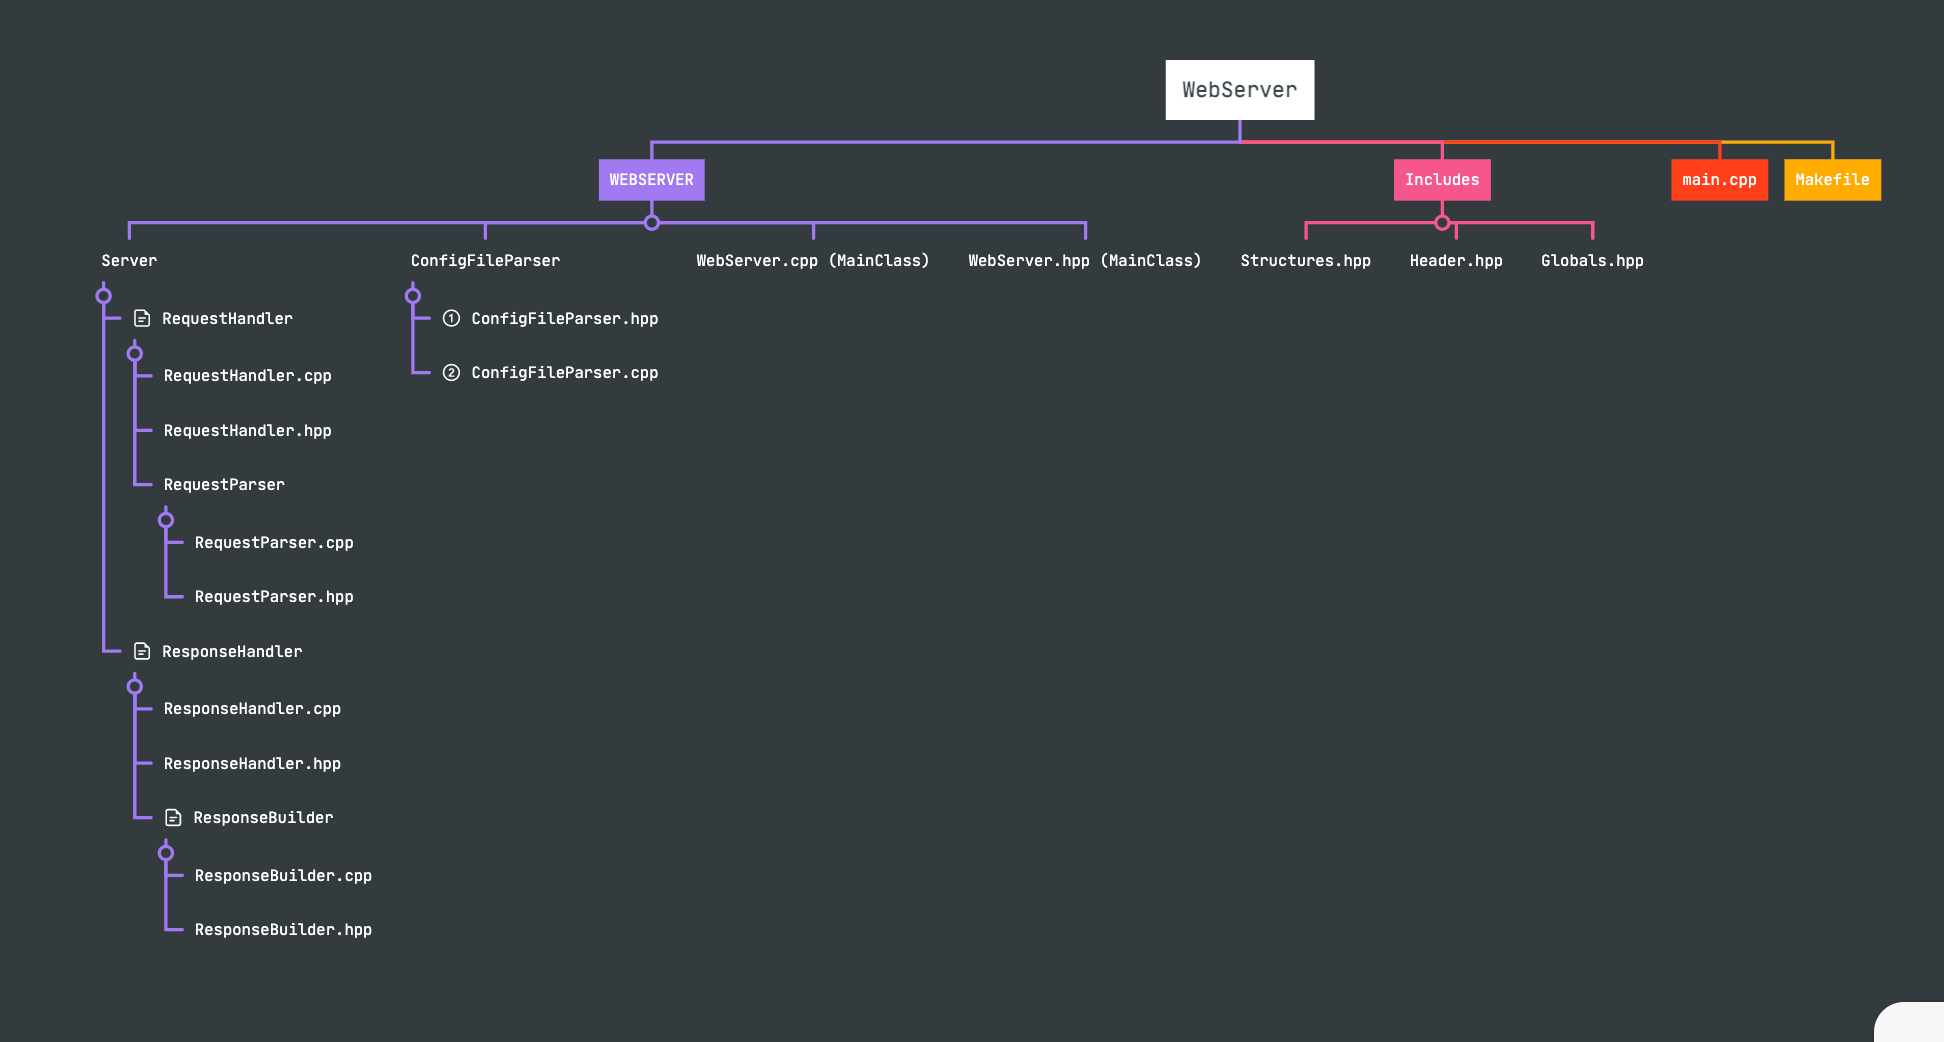 WebServer
WEBSERVER
Includes
main.cpp
Makefile
Server
ConfigFileParser
WebServer.cpp (MainClass)
WebServer.hpp (MainClass)
Structures.hpp
Header.hpp
Globals.hpp
RequestHandler
RequestHandler.cpp
RequestHandler.hpp
RequestParser
RequestParser.cpp
RequestParser.hpp
ResponseHandler
ResponseHandler.cpp
ResponseHandler.hpp
ResponseBuilder
ResponseBuilder.cpp
ResponseBuilder.hpp
1 ConfigFileParser.hpp
2 ConfigFileParser.cpp